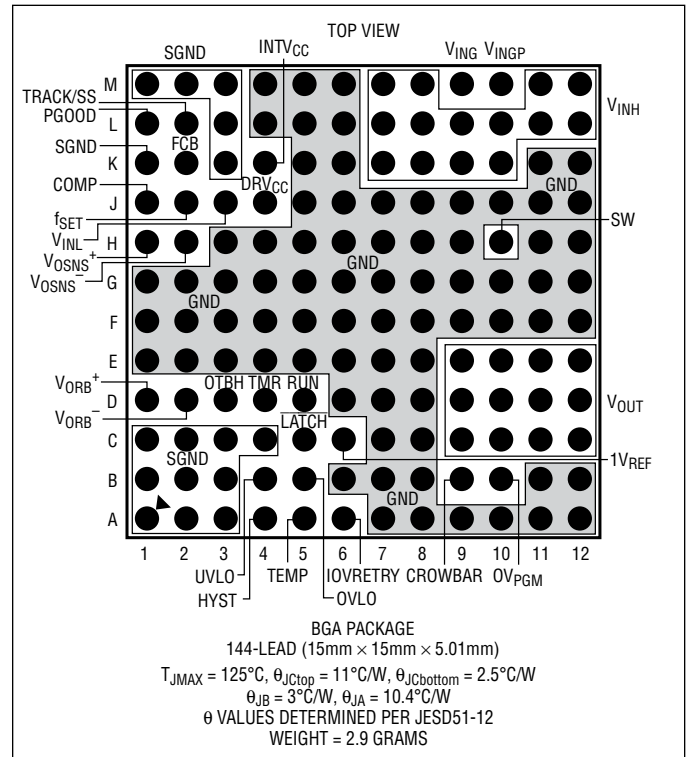 TOP VIEW
SGND INTVCC VING VINGP
M
TRACK/SS
PGOOD L VINH
FCB
SGND K
DRVCC GND
COMP J
fSET SW
VINL H
VOSNS+ GND
VOSNS− G
GND
F
E
VORB+ OTBH TMR RUN
D VOUT
VORB− LATCH
C
SGND 1VREF
B
GND
A
1 2 3 4 5 6 7 8 9 10 11 12
UVLO TEMP IOVRETRY CROWBAR OVPGM
HYST OVLO
BGA PACKAGE
144-LEAD (15mm × 15mm × 5.01mm)
TJMAX = 125°C, θJCtop = 11°C/W, θJCbottom = 2.5°C/W
θJB = 3°C/W, θJA = 10.4°C/W
θ VALUES DETERMINED PER JESD51-12
WEIGHT = 2.9 GRAMS